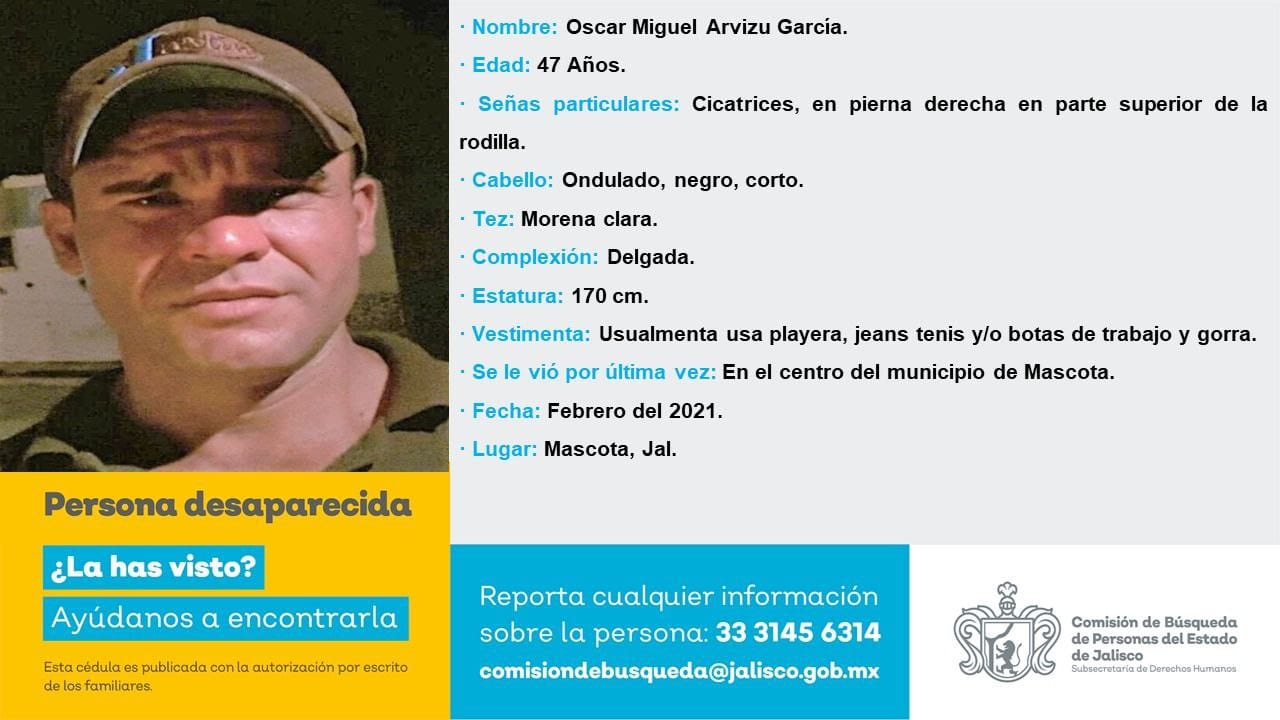 · Nombre: Oscar Miguel Arvizu García.
· Edad: 47 Años.
· Señas particulares: Cicatrices, en pierna derecha en parte superior de la
rodilla.
· Cabello: Ondulado, negro, corto.
· Tez: Morena clara.
· Complexión: Delgada.
· Estatura: 170 cm.
· Vestimenta: Usualmenta usa playera, jeans tenis y/o botas de trabajo y gorra.
· Se le vió por última vez: En el centro del municipio de Mascota.
· Fecha: Febrero del 2021.
· Lugar: Mascota, Jal.
Persona desaparecida
¿La has visto?
Ayúdanos a encontrarla
Esta cédula es publicada con la autorización por escrito
de los familiares.
Reporta cualquier información
sobre la persona: 33 3145 6314
comisiondebusqueda@jalisco.gob.mx
Comisión de Búsqueda
de Personas del Estado
de Jalisco
Subsecretaría de Derechos Humanos